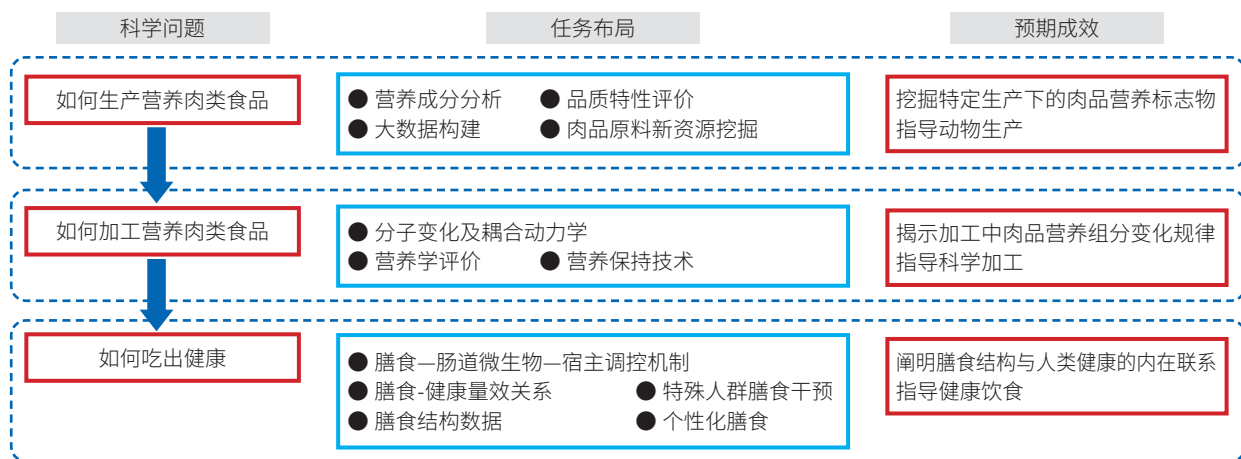 科学问题 任务布局 预期成效
如何生产营养肉类食品
● 营养成分分析 ● 品质特性评价
● 大数据构建 ● 肉品原料新资源挖掘
挖掘特定生产下的肉品营养标志物
指导动物生产
如何加工营养肉类食品
● 分子变化及耦合动力学
● 营养学评价 ● 营养保持技术
揭示加工中肉品营养组分变化规律
指导科学加工
如何吃出健康
● 膳食—肠道微生物—宿主调控机制
● 膳食-健康量效关系 ● 特殊人群膳食干预
● 膳食结构数据 ● 个性化膳食
阐明膳食结构与人类健康的内在联系
指导健康饮食